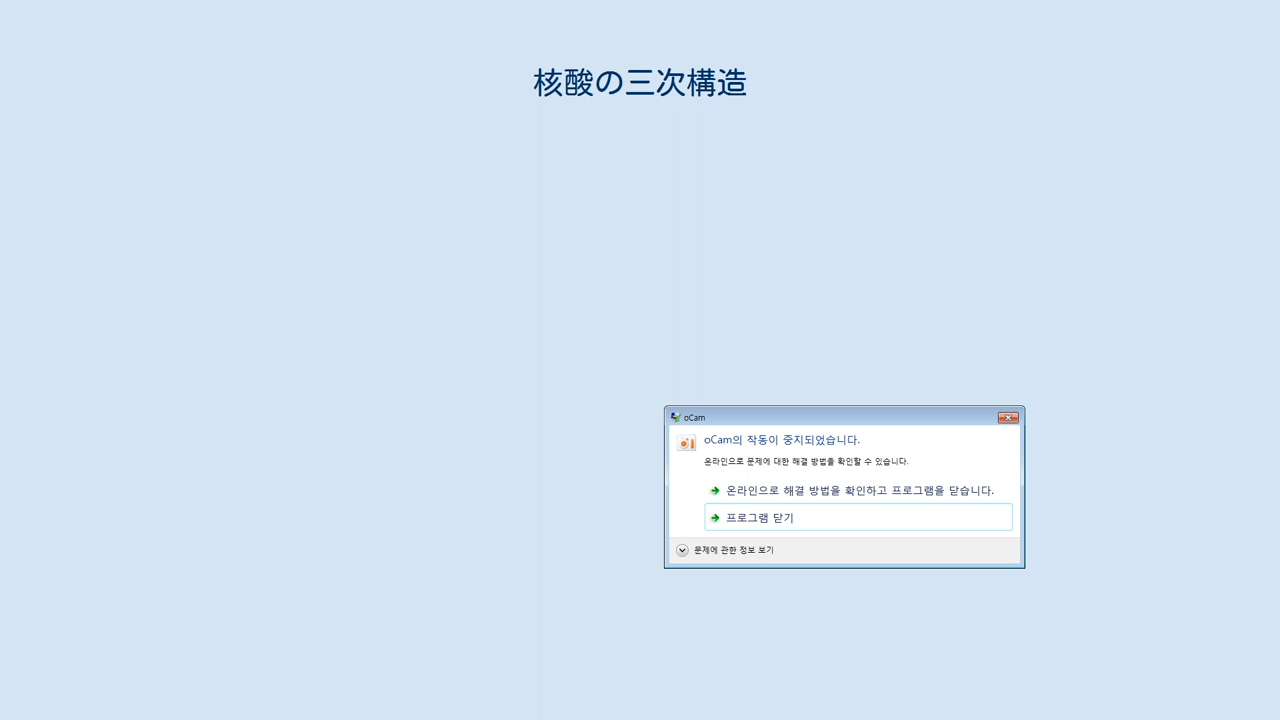 核酸の三次構造
oCam
oCam의 작동이 중지되었습니다.
온라인으로 문제에 대한 해결 방법을 확인할 수 있습니다.
온라인으로 해결 방법을 확인하고 프로그램을 닫습니다.
프로그램 닫기
문제에 관한 정보 보기